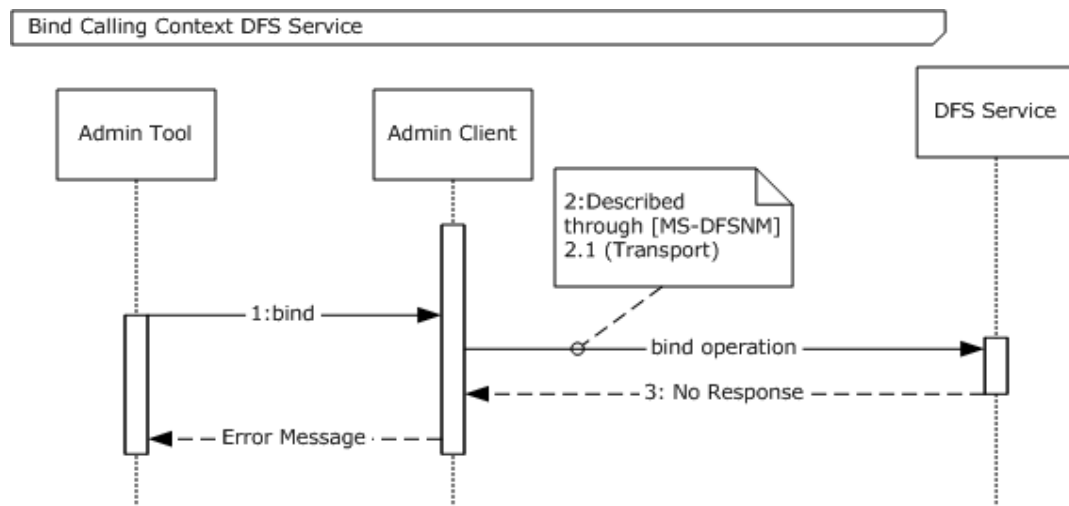 Bind Calling Context DFS Service
Admin Tool
Admin Client
DFS Service
2:Described
through [MS-DFSNM]
2.1 (Transport)
1:bind
bind operation
3: No Response
Error Message